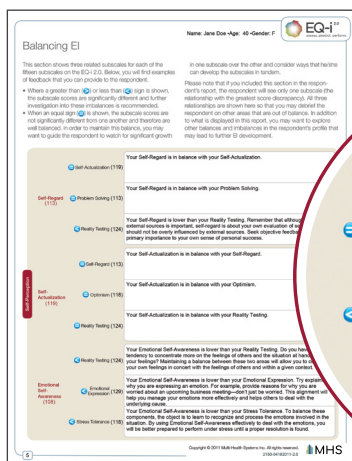 Name: Jane Doe •Age: 40 •Gender: F
EQ-i 2.0
Balancing EI
This section shows three related subscales for each of the
fifteen subscales on the EQ-i 2.0. Below, you will find examples
of feedback that you can provide to the respondent.
• Where a greater than (>) or less than (<) sign is shown,
the subscale scores are significantly different and further
investigation into these imbalances is recommended.
• When an equal sign (=) is shown, the subscale scores are
not significantly different from one another and therefore are
well balanced. In order to maintain this balance, you may
want to guide the respondent to watch for significant growth
in one subscale over the other and consider ways that he/she
can develop the subscales in tandem.
Please note that if you included this section in the respon-
dent's report, the respondent will see only one subscale (the
relationship with the greatest score discrepancy). All three
relationships are shown here so that you may debrief the
respondent on other areas that are out of balance. In addition
to what is displayed in this report, you may want to explore
other balances and imbalances in the respondent's profile that
may lead to further EI development.
Self-Perception
Self-Regard
(113)
= Self-Actualization (119)
Your Self-Regard is in balance with your Self-Actualization.
= Problem Solving (113)
Your Self-Regard is in balance with your Problem Solving.
< Reality Testing (124)
Your Self-Regard is lower than your Reality Testing. Remember that althoug
external sources is important, self-regard is about your own evaluation of
should not be overly influenced by external sources. Seek objective feedba
primary importance to your own sense of personal success.
Self-
Actualization
(119)
= Self-Regard (113)
Your Self-Actualization is in balance with your Self-Regard.
= Optimism (118)
Your Self-Actualization is in balance with your Optimism.
= Reality Testing (124)
Your Self-Actualization is in balance with your Reality Testing.
Emotional
Self-
Awareness
(108)
< Reality Testing (124)
Your Emotional Self-Awareness is lower than your Reality Testing. Do you have
tendency to concentrate more on the feelings of others and the situation at han
your feelings? Maintaining a balance between these two areas will allow you to
your own feelings in concert with the feelings of others and within a given context.
< Emotional
Expression (129)
Your Emotional Self-Awareness is lower than your Emotional Expression. Try explain
why you are expressing an emotion. For example, provide reasons for why you are
worried about an upcoming business meeting—don't just be worried. This alignment will
help you manage your emotions more effectively and helps others to deal with the
underlying cause.
< Stress Tolerance (118)
Your Emotional Self-Awareness is lower than your Stress Tolerance. To balance these
components, the object is to learn to recognize and process the emotions involved in the
situation. By using Emotional Self-Awareness effectively to deal with the emotions, you
will be better prepared to perform under stress until a proper resolution is found.
5
Copyright © 2011 Multi-Health Systems Inc. All rights reserved.
MHS